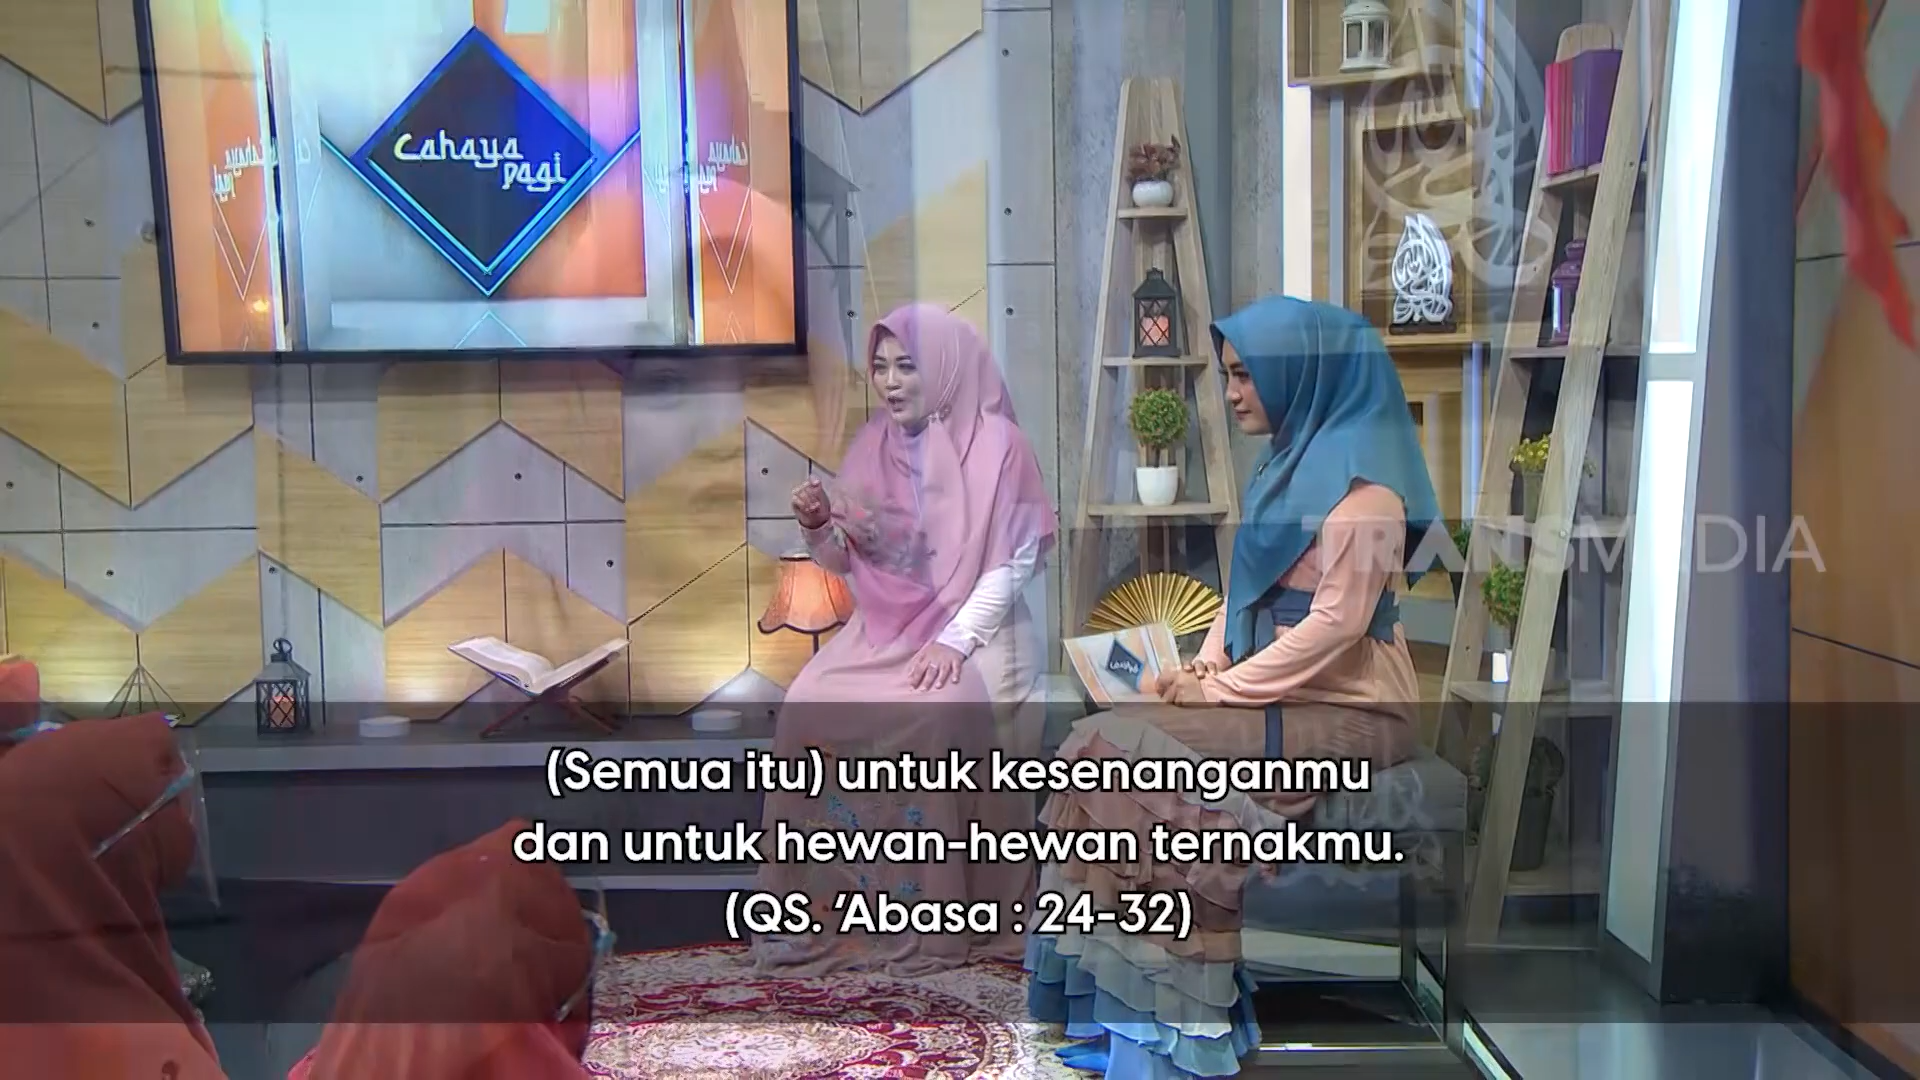 Cahaya
pagi
TRANSMEDIA
(Semua itu) untuk kesenanganmu
dan untuk hewan-hewan ternakmu.
(QS. 'Abasa : 24-32)